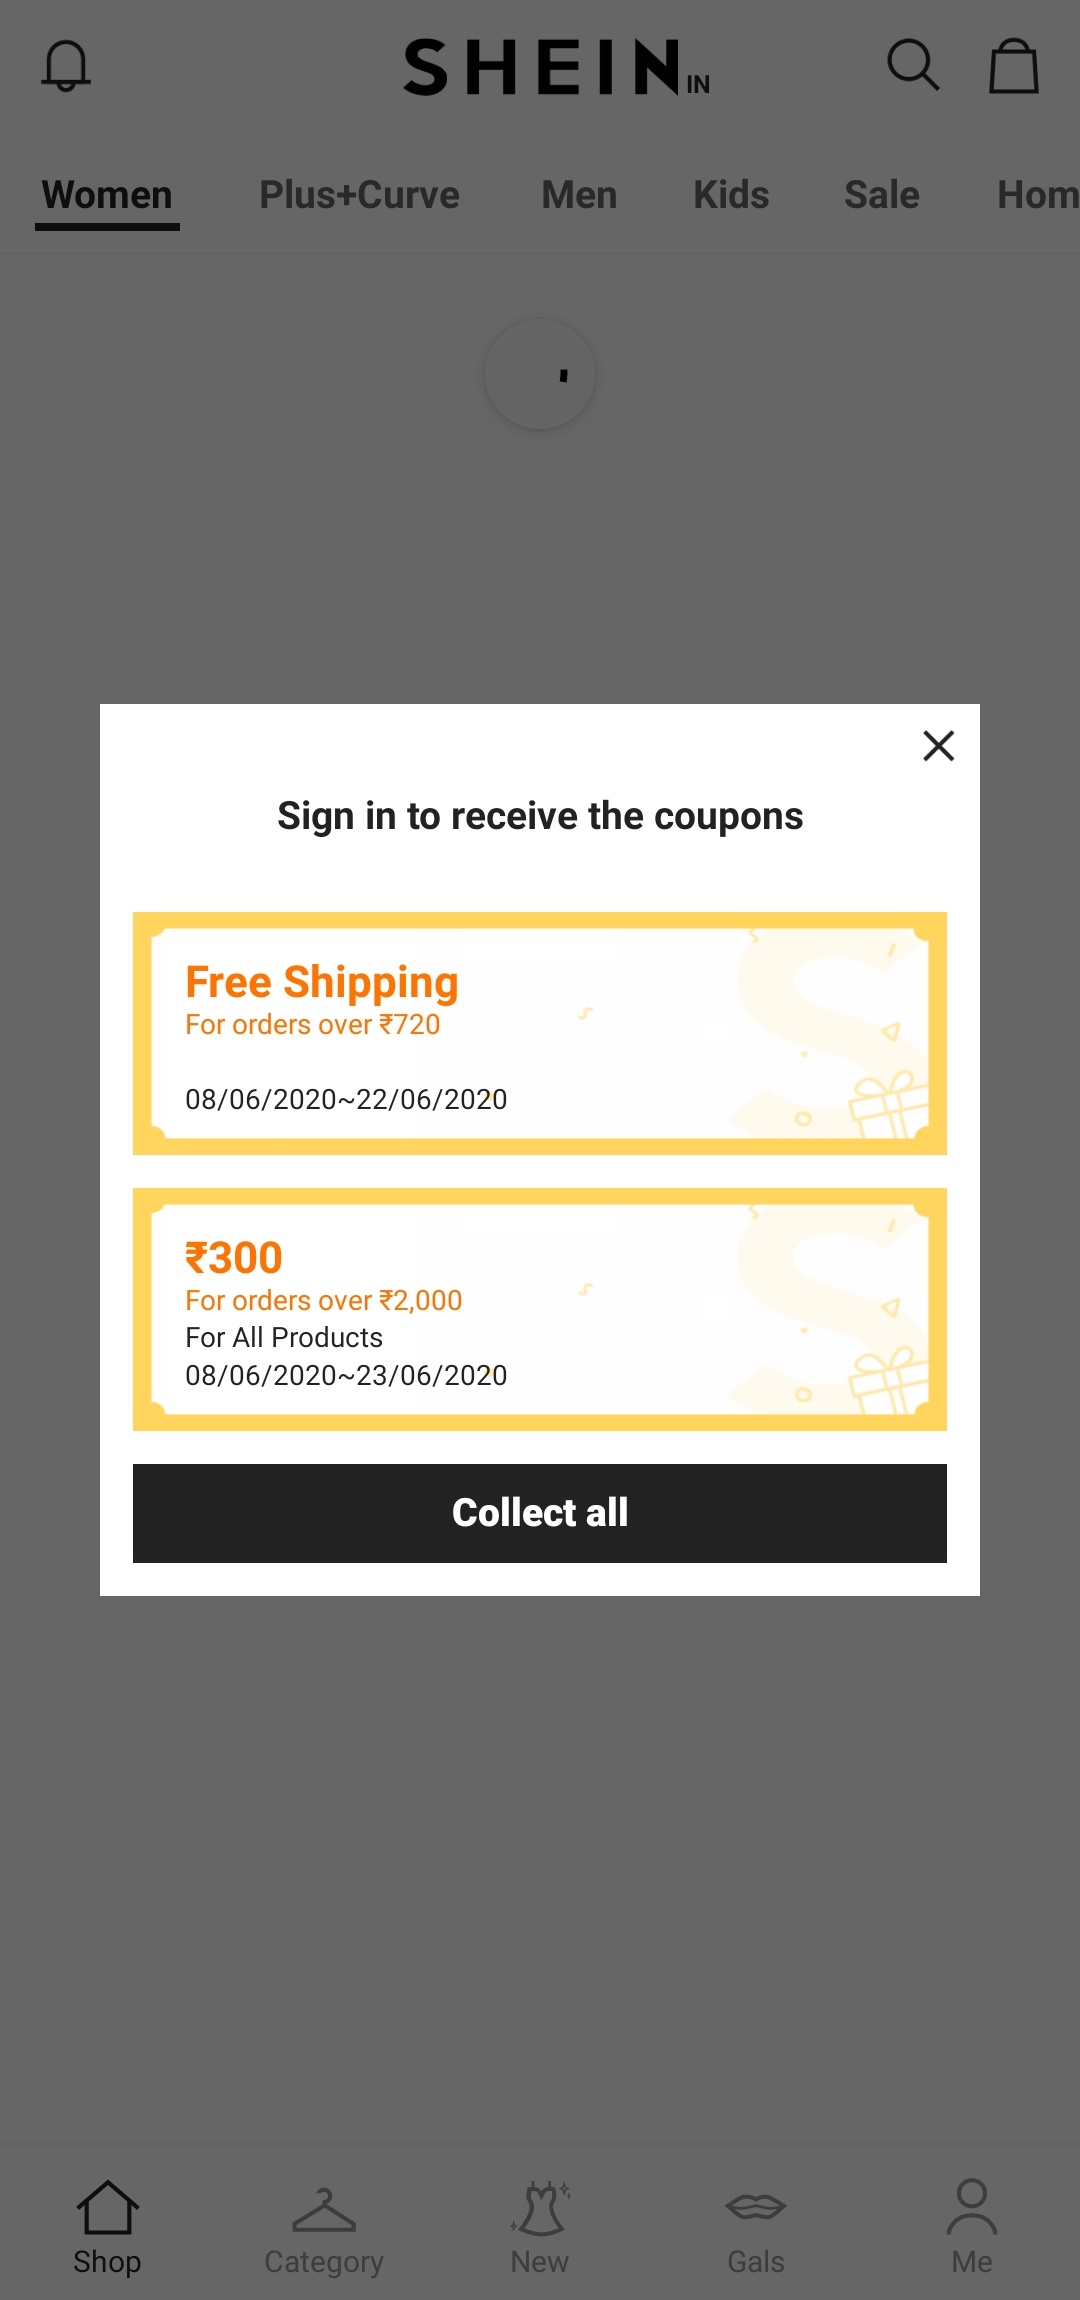 SHEIN IN
Women Plus+Curve Men Kids Sale Hom
Sign in to receive the coupons
Free Shipping
For orders over ₹720
08/06/2020~22/06/2020
₹300
For orders over ₹2,000
For All Products
08/06/2020~23/06/2020
Collect all
Shop Category New Gals Me